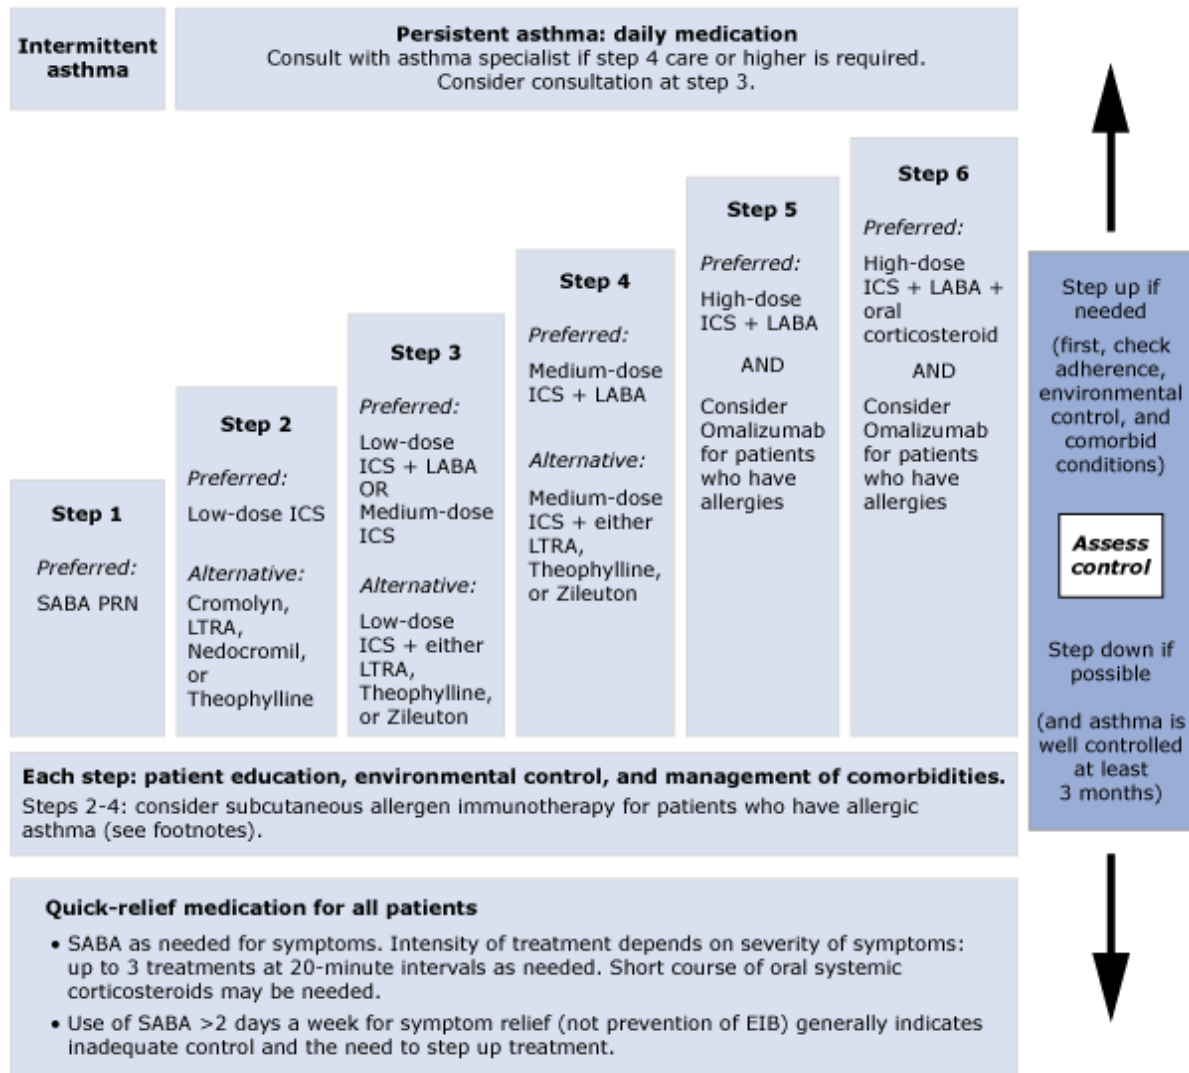 Intermittent
asthma
Persistent asthma: daily medication
Consult with asthma specialist if step 4 care or higher is required.
Consider consultation at step 3.
Step 1
Preferred:
SABA PRN
Step 2
Preferred:
Low-dose ICS
Alternative:
Cromolyn,
LTRA,
Nedocromil,
or
Theophylline
Step 3
Preferred:
Low-dose
ICS + LABA
OR
Medium-dose
ICS
Alternative:
Low-dose
ICS + either
LTRA,
Theophylline,
or Zileuton
Step 4
Preferred:
Medium-dose
ICS + LABA
Alternative:
Medium-dose
ICS + either
LTRA,
Theophylline,
or Zileuton
Step 5
Preferred:
High-dose
ICS + LABA
AND
Consider
Omalizumab
for patients
who have
allergies
Step 6
Preferred:
High-dose
ICS + LABA +
oral
corticosteroid
AND
Consider
Omalizumab
for patients
who have
allergies
Step up if
needed
(first, check
adherence,
environmental
control, and
comorbid
conditions)
Assess
control
Step down if
possible
(and asthma is
well controlled
at least
3 months)
Each step: patient education, environmental control, and management of comorbidities.
Steps 2-4: consider subcutaneous allergen immunotherapy for patients who have allergic
asthma (see footnotes).
Quick-relief medication for all patients
• SABA as needed for symptoms. Intensity of treatment depends on severity of symptoms:
up to 3 treatments at 20-minute intervals as needed. Short course of oral systemic
corticosteroids may be needed.
• Use of SABA >2 days a week for symptom relief (not prevention of EIB) generally indicates
inadequate control and the need to step up treatment.